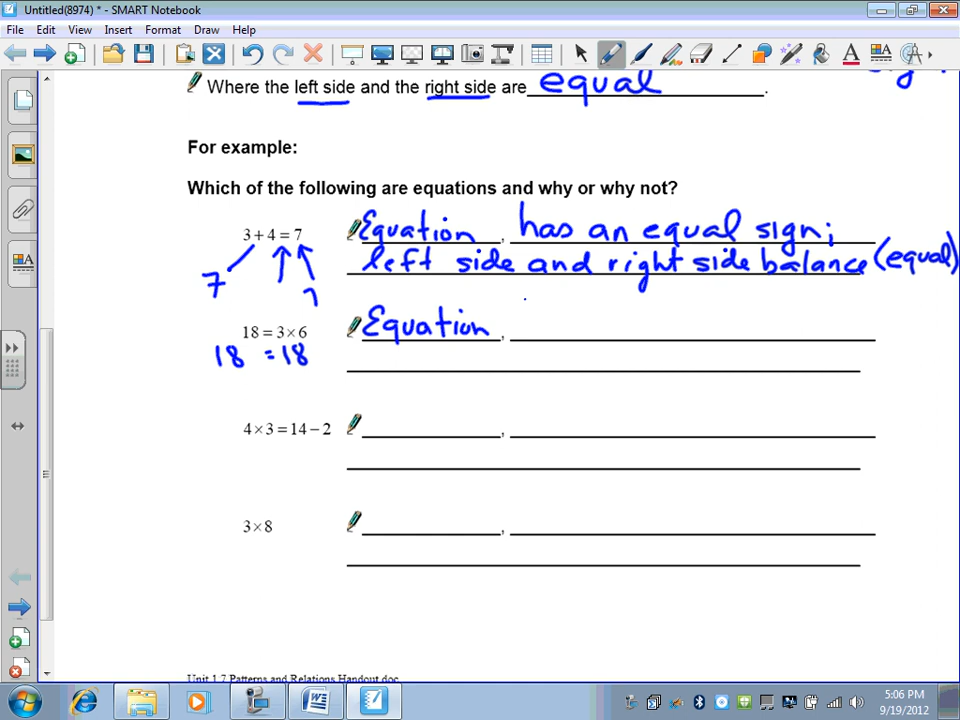 Untitled(8974) * - SMART Notebook
File Edit View Insert Format Draw Help
Where the left side and the right side are equal.
For example:
Which of the following are equations and why or why not?
3 + 4 = 7 Equation, has an equal sign;
left side and right side balance (equal)
7
18 = 3 × 6 Equation,
18 = 18
4 × 3 = 14 − 2 ,
3 × 8 ,
Unit 1.7 Patterns and Relations Handout.doc
5:06 PM
9/19/2012